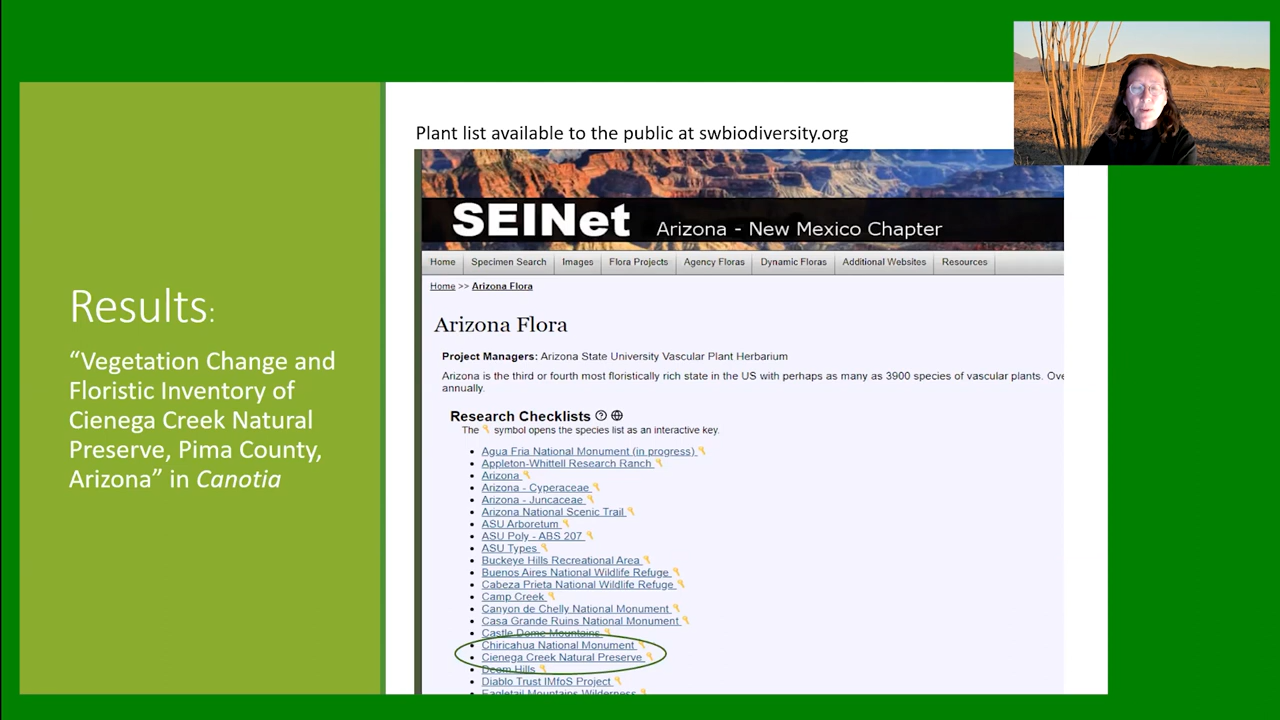 Results:
“Vegetation Change and
Floristic Inventory of
Cienega Creek Natural
Preserve, Pima County,
Arizona” in Canotia
Plant list available to the public at swbiodiversity.org
SEINet Arizona - New Mexico Chapter
Home Specimen Search Images Flora Projects Agency Floras Dynamic Floras Additional Websites Resources
Home >> Arizona Flora
Arizona Flora
Project Managers: Arizona State University Vascular Plant Herbarium
Arizona is the third or fourth most floristically rich state in the US with perhaps as many as 3900 species of vascular plants. Ove
annually.
Research Checklists
The symbol opens the species list as an interactive key.
Agua Fria National Monument (in progress)
Appleton-Whittell Research Ranch
Arizona
Arizona - Cyperaceae
Arizona - Juncaceae
Arizona National Scenic Trail
ASU Arboretum
ASU Poly - ABS 207
ASU Types
Buckeye Hills Recreational Area
Buenos Aires National Wildlife Refuge
Cabeza Prieta National Wildlife Refuge
Camp Creek
Canyon de Chelly National Monument
Casa Grande Ruins National Monument
Castle Dome Mountains
Chiricahua National Monument
Cienega Creek Natural Preserve
Deam Hills
Diablo Trust IMfoS Project
Eagletail Mountains Wilderness